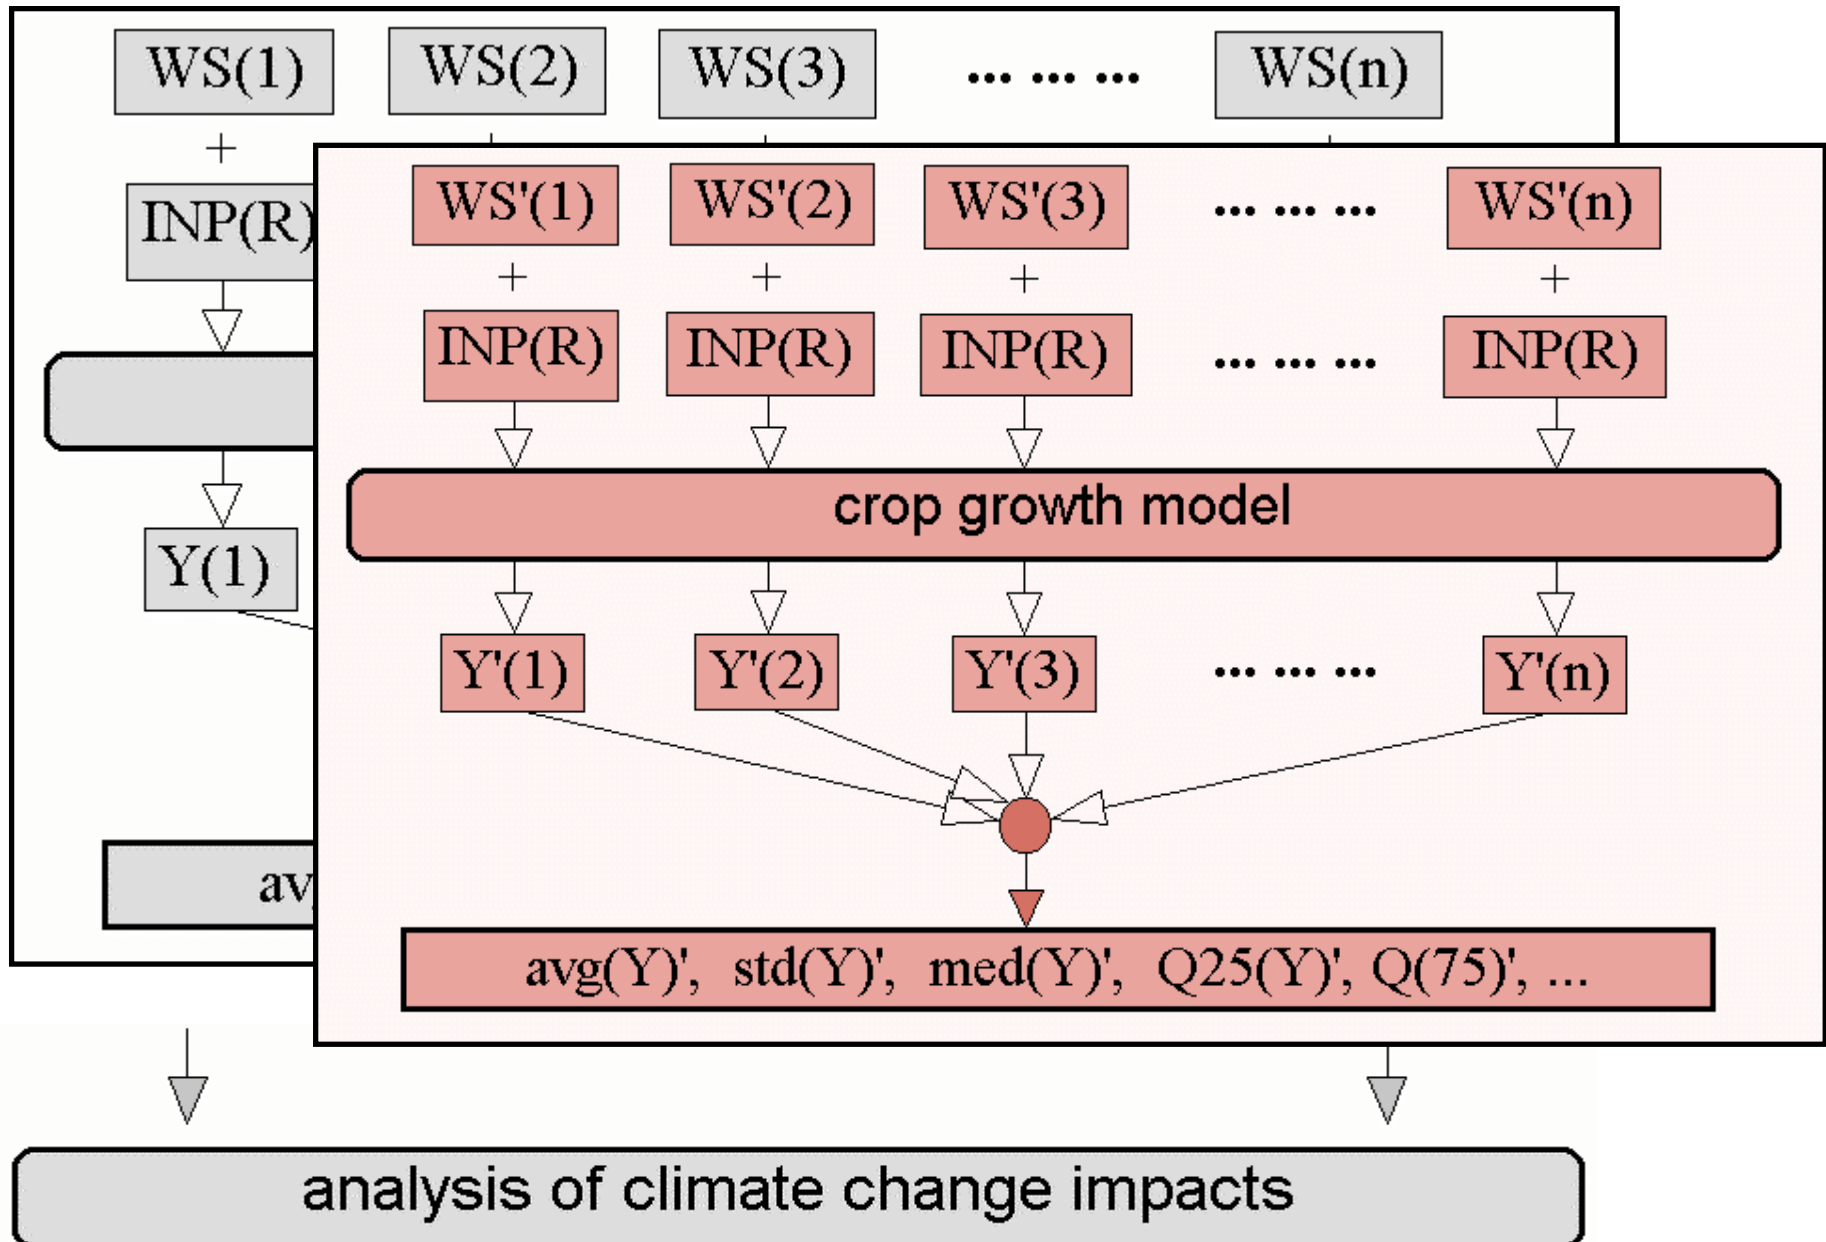 WS(1) WS(2) WS(3) ... ... ... WS(n)
+
INP(R)
Y(1)
WS'(1) WS'(2) WS'(3) ... ... ... WS'(n)
+ + + +
INP(R) INP(R) INP(R) ... ... ... INP(R)
crop growth model
Y'(1) Y'(2) Y'(3) ... ... ... Y'(n)
avg(Y)', std(Y)', med(Y)', Q25(Y)', Q(75)', ...
analysis of climate change impacts